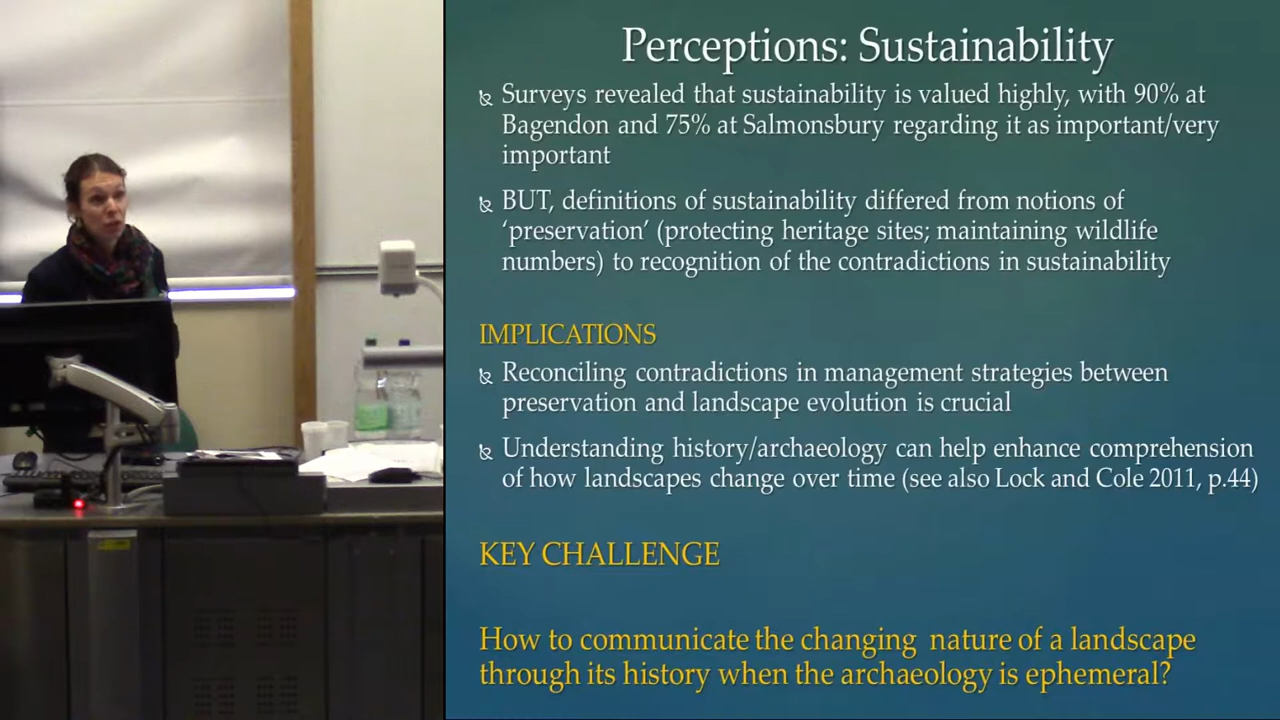 Perceptions: Sustainability
Surveys revealed that sustainability is valued highly, with 90% at
Bagendon and 75% at Salmonsbury regarding it as important/very
important
BUT, definitions of sustainability differed from notions of
‘preservation’ (protecting heritage sites; maintaining wildlife
numbers) to recognition of the contradictions in sustainability
IMPLICATIONS
Reconciling contradictions in management strategies between
preservation and landscape evolution is crucial
Understanding history/archaeology can help enhance comprehension
of how landscapes change over time (see also Lock and Cole 2011, p.44)
KEY CHALLENGE
How to communicate the changing nature of a landscape
through its history when the archaeology is ephemeral?